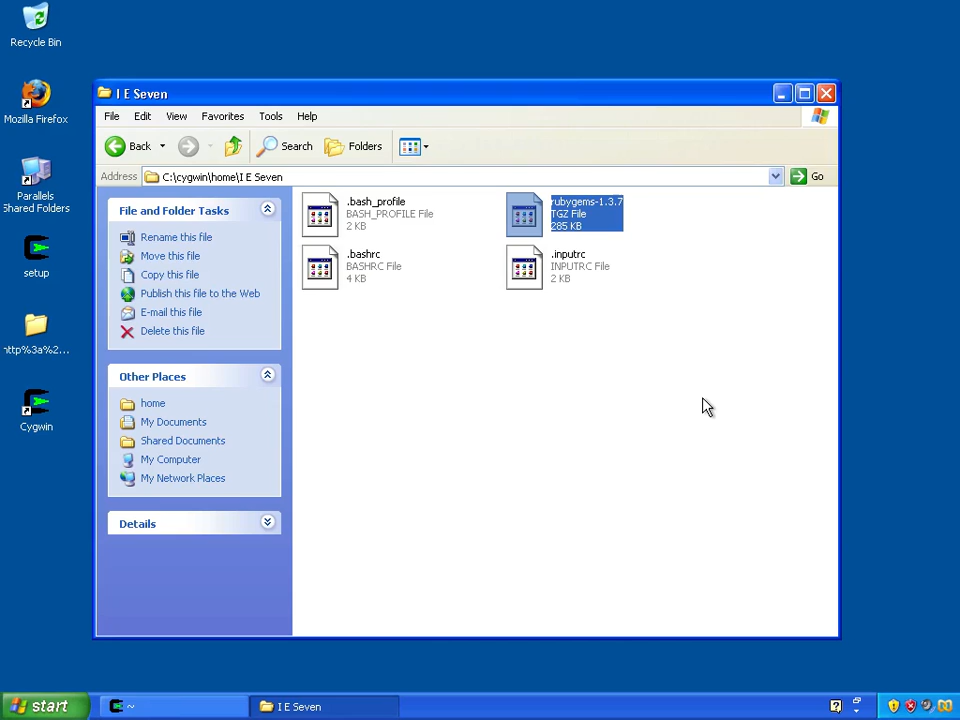 Recycle Bin
Mozilla Firefox
Parallels
Shared Folders
setup
http%3a%2...
Cygwin
I E Seven
File Edit View Favorites Tools Help
Back Search Folders
Address C:\cygwin\home\I E Seven Go
File and Folder Tasks
Rename this file
Move this file
Copy this file
Publish this file to the Web
E-mail this file
Delete this file
Other Places
home
My Documents
Shared Documents
My Computer
My Network Places
Details
.bash_profile
BASH_PROFILE File
2 KB
rubygems-1.3.7
TGZ File
285 KB
.bashrc
BASHRC File
4 KB
.inputrc
INPUTRC File
2 KB
start ~ I E Seven